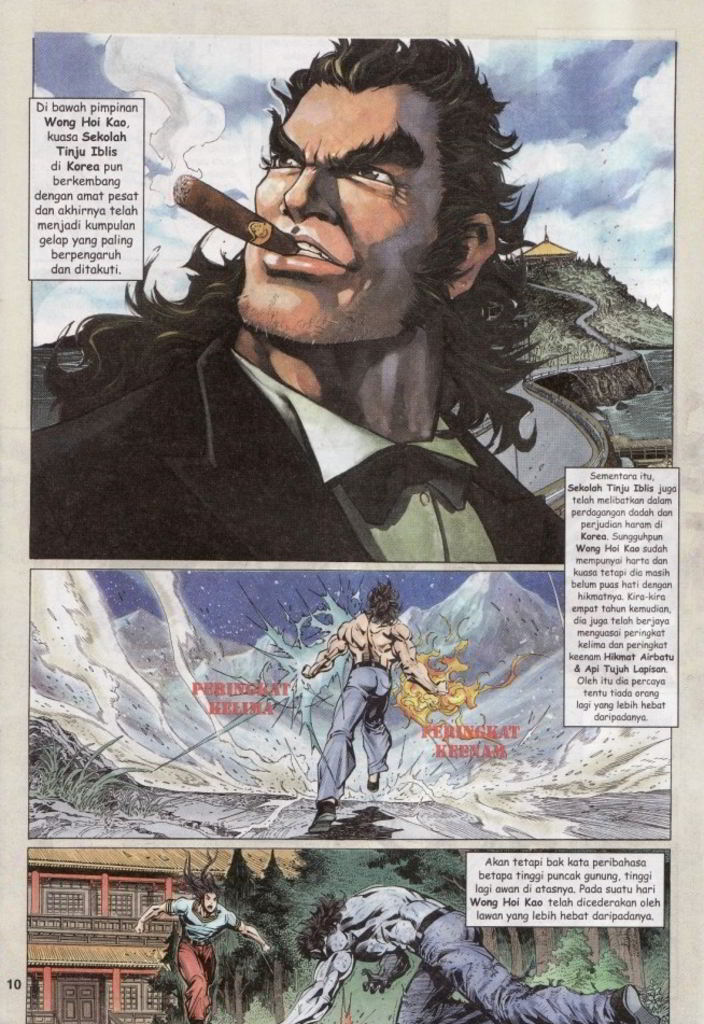 Di bawah pimpinan
Wong Hoi Kao,
kuasa Sekolah
Tinju Iblis
di Korea pun
berkembang
dengan amat pesat
dan akhirnya telah
menjadi kumpulan
gelap yang paling
berpengaruh
dan ditakuti.
Sementara itu,
Sekolah Tinju Iblis juga
telah melibatkan dalam
perdagangan dadah dan
perjudian haram di
Korea. Sungguhpun
Wong Hoi Kao sudah
mempunyai harta dan
kuasa tetapi dia masih
belum puas hati dengan
hikmatnya. Kira-kira
empat tahun kemudian,
dia juga telah berjaya
menguasai peringkat
kelima dan peringkat
keenam Hikmat Airbatu
& Api Tujuh Lapisan.
Oleh itu dia percaya
tentu tiada orang
lagi yang lebih hebat
daripadanya.
PERINGKAT
KELIMA
PERINGKAT
KEENAM
Akan tetapi bak kata peribahasa
betapa tinggi puncak gunung, tinggi
lagi awan di atasnya. Pada suatu hari
Wong Hoi Kao telah dicederakan oleh
lawan yang lebih hebat daripadanya.
10